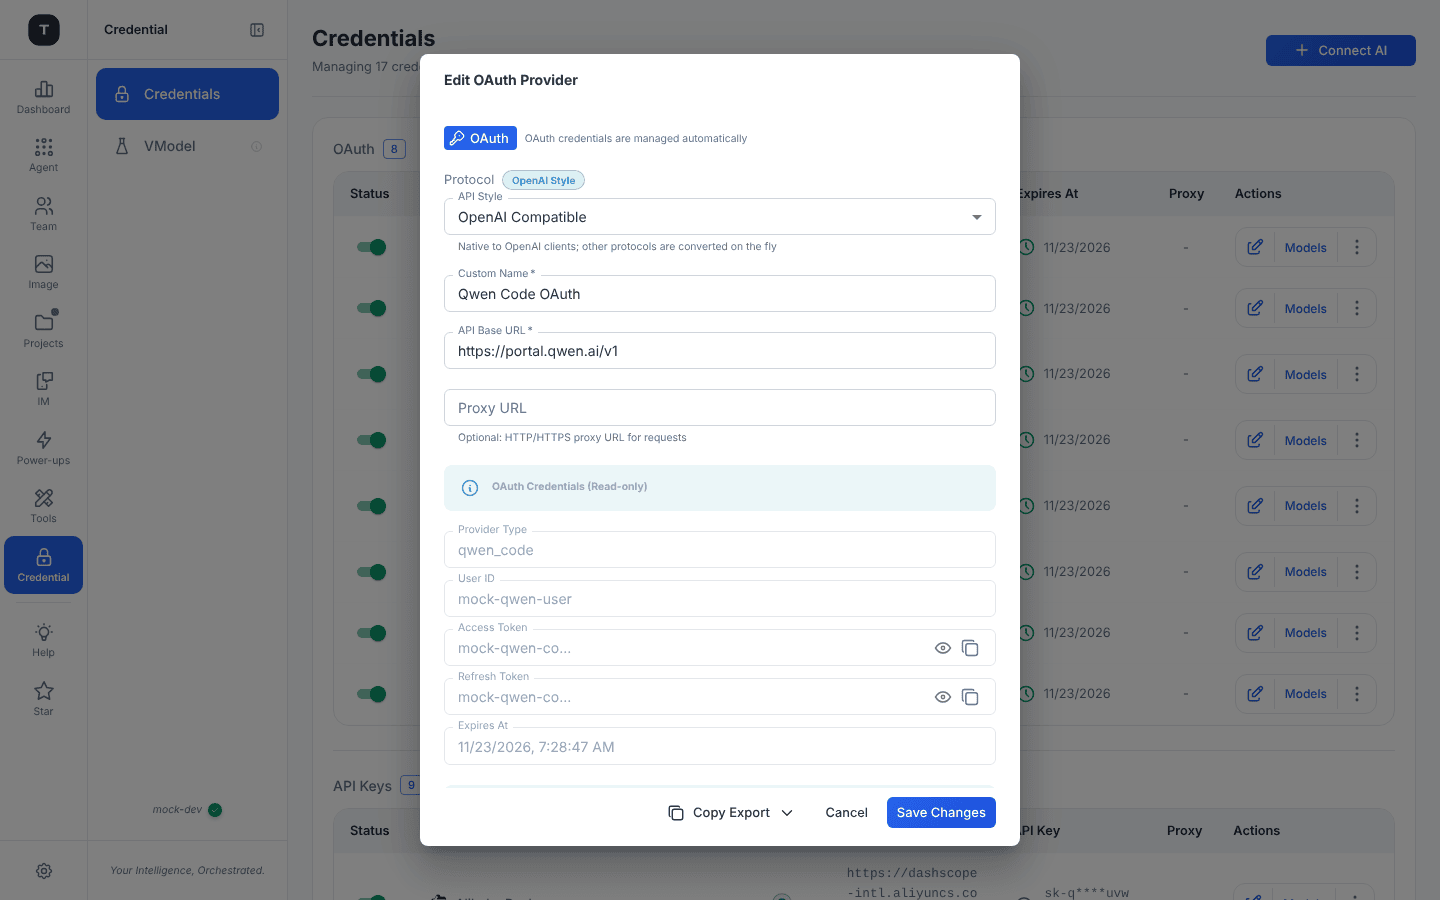 T
Credential
Dashboard
Agent
Team
Image
Projects
IM
Power-ups
Tools
Credential
Help
Star
Credentials
VModel
mock-dev
Your Intelligence, Orchestrated.
Credentials
Managing 17 cred
Connect AI
OAuth 8
Status
Expires At Proxy Actions
11/23/2026 - Models
11/23/2026 - Models
11/23/2026 - Models
11/23/2026 - Models
11/23/2026 - Models
11/23/2026 - Models
11/23/2026 - Models
11/23/2026 - Models
API Keys 9
Status
API Key Proxy Actions
https://dashscope
-intl.aliyuncs.co
sk-q****uvw
Models
Edit OAuth Provider
OAuth OAuth credentials are managed automatically
Protocol OpenAI Style
API Style
OpenAI Compatible
Native to OpenAI clients; other protocols are converted on the fly
Custom Name *
Qwen Code OAuth
API Base URL *
https://portal.qwen.ai/v1
Proxy URL
Optional: HTTP/HTTPS proxy URL for requests
OAuth Credentials (Read-only)
Provider Type
qwen_code
User ID
mock-qwen-user
Access Token
mock-qwen-co...
Refresh Token
mock-qwen-co...
Expires At
11/23/2026, 7:28:47 AM
Copy Export Cancel Save Changes